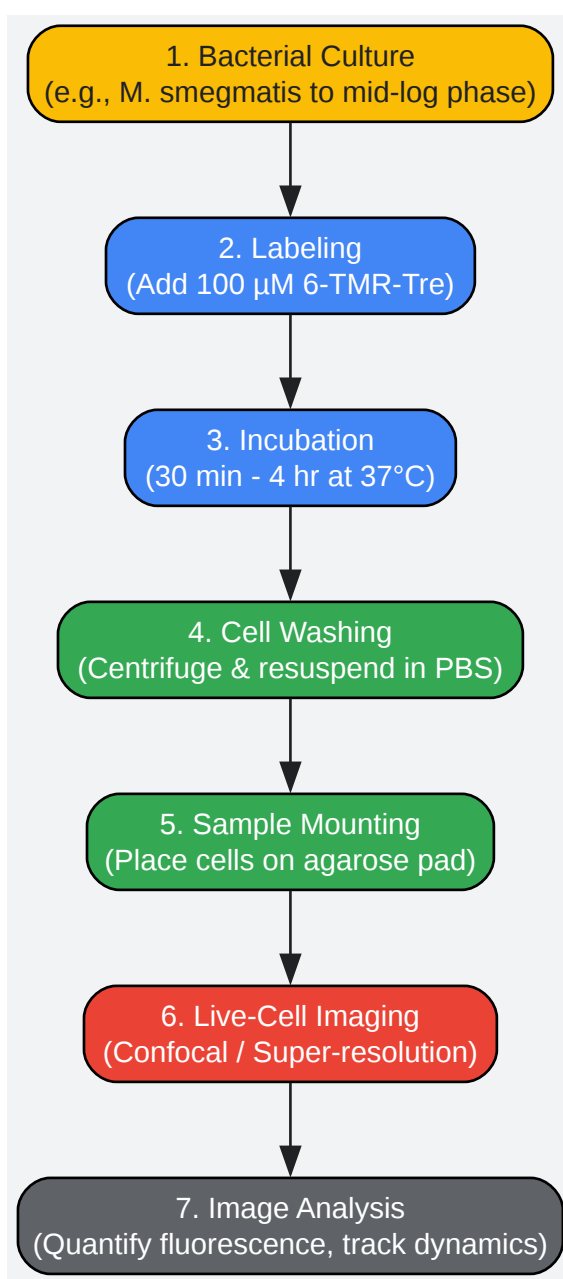 1. Bacterial Culture
(e.g., M. smegmatis to mid-log phase)
2. Labeling
(Add 100 µM 6-TMR-Tre)
3. Incubation
(30 min - 4 hr at 37°C)
4. Cell Washing
(Centrifuge & resuspend in PBS)
5. Sample Mounting
(Place cells on agarose pad)
6. Live-Cell Imaging
(Confocal / Super-resolution)
7. Image Analysis
(Quantify fluorescence, track dynamics)